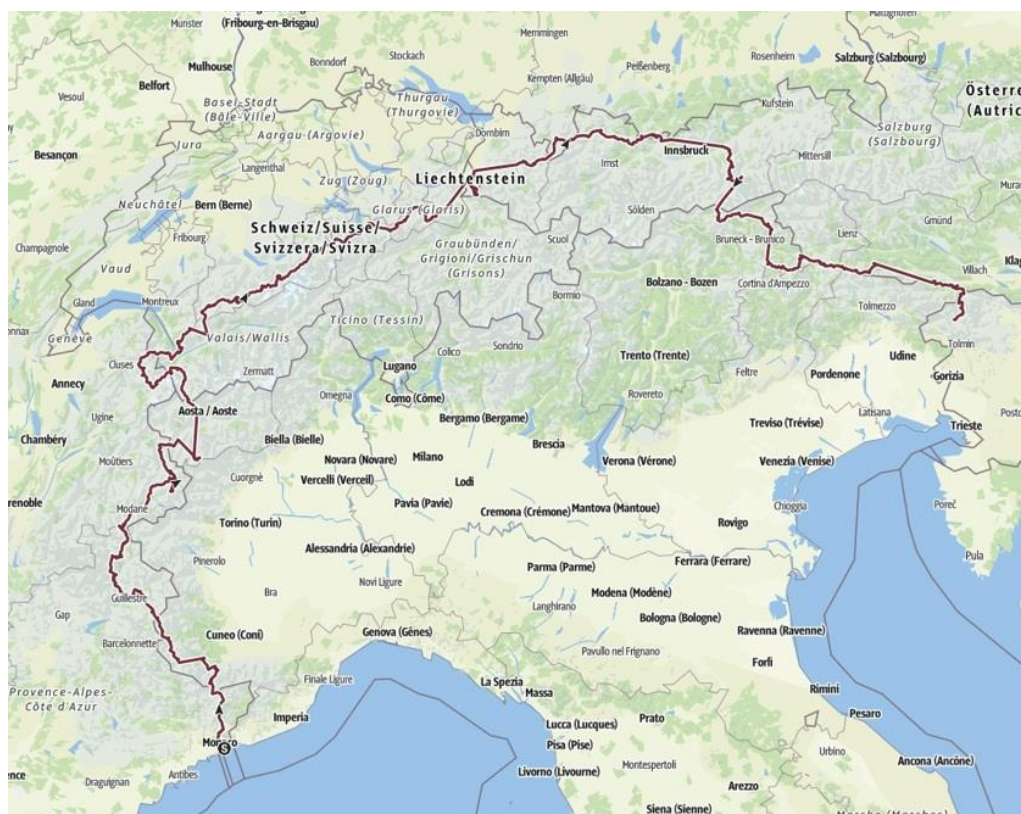 (Fribourg-en-Brisgau)
Munster
Mulhouse
Vesoul
Belfort
Bonndorf
Stockach
Memmingen
Kempten (Allgäu)
Peißenberg
Rosenheim
Salzburg (Salzbourg)
Österre
(Autric
Thurgau
(Thurgovie)
Basel-Stadt
(Bâle-Ville)
Aargau (Argovie)
Jura
Besançon
Langenthal
Zug (Zoug)
Dornbirn
Kufstein
Salzburg
(Salzburg)
Imst
Innsbruck
Mittersill
Liechtenstein
Neuchâtel
Bern (Berne)
Glarus (Glaris)
Schweiz/Suisse/
Svizzera/Svizra
Fribourg
Champagnole
Vaud
Graubünden/
Grigioni/Grischun
(Grisons)
Scuol
Sölden
Bruneck - Brunico
Lienz
Gmünd
Mura
Villach
Klag
Gland
Montreux
Genève
onnax
Ticino (Tessin)
Valais/Wallis
Bormio
Bolzano - Bozen
Cortina d'Ampezzo
Tolmezzo
Tolmin
Cluses
Zermatt
Lugano
Colico
Sondrio
Trento (Trente)
Feltre
Udine
Pordenone
Gorizia
Annecy
Ugine
Aosta / Aoste
Omegna
Como (Côme)
Rovereto
Latisana
Trieste
Posto
Chambéry
Biella (Bielle)
Bergamo (Bergame)
Brescia
Treviso (Trévise)
Moûtiers
Cuorgnè
Novara (Novare)
Milano
Verona (Vérone)
Venezia (Venise)
Vercelli (Verceil)
Lodi
Chioggia
Poreč
renoble
Modane
Pavia (Pavie)
Cremona (Crémone)
Mantova (Mantoue)
Rovigo
Torino (Turin)
Pula
Pinerolo
Alessandria (Alexandrie)
Parma (Parme)
Ferrara (Ferrare)
Novi Ligure
Modena (Modène)
Guillestre
Bra
Langhirano
Bologna (Bologne)
Gap
Ravenna (Ravenne)
Barcelonnette
Cuneo (Coni)
Genova (Gênes)
Pavullo nel Frignano
Forlì
Finale Ligure
La Spezia
Massa
Rimini
Provence-Alpes-
Côte d'Azur
Imperia
Lucca (Lucques)
Prato
Pesaro
Monaco
S
Pisa (Pise)
Urbino
ence
Antibes
Livorno (Livourne)
Montespertoli
Ancona (Ancône)
Draguignan
Arezzo
Siena (Sienne)
Marche (Marches)